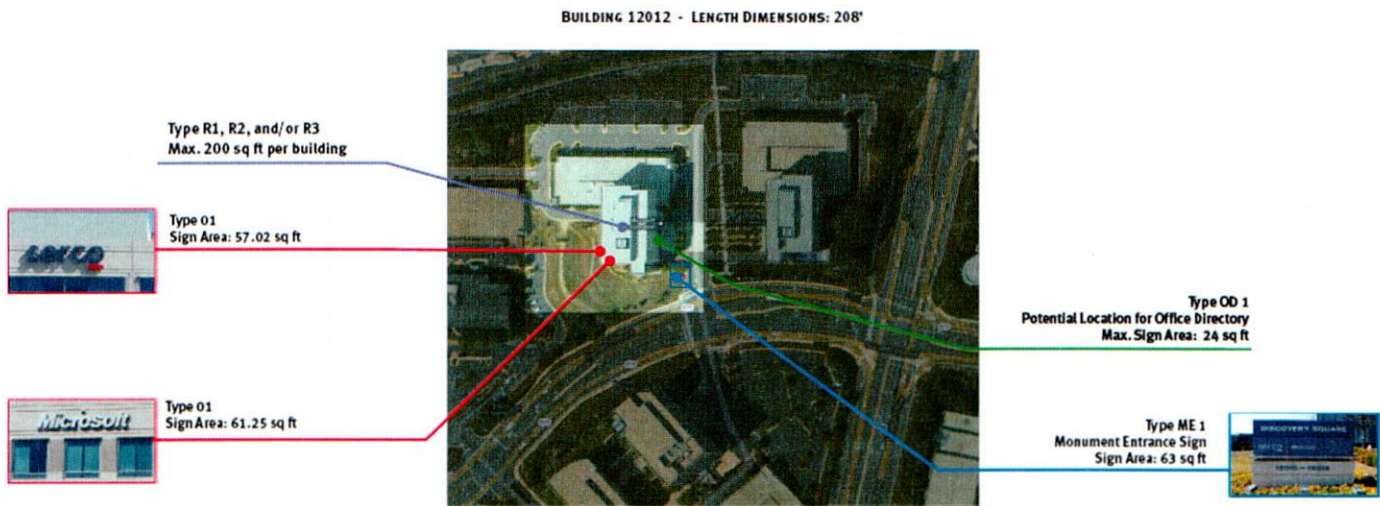 BUILDING 12012 - LENGTH DIMENSIONS: 208'
Type R1, R2, and/or R3
Max. 200 sq ft per building
Type 01
Sign Area: 57.02 sq ft
serco
Type 01
Sign Area: 61.25 sq ft
Microsoft
Type OD 1
Potential Location for Office Directory
Max. Sign Area: 24 sq ft
Type ME 1
Monument Entrance Sign
Sign Area: 63 sq ft
DISCOVERY SQUARE